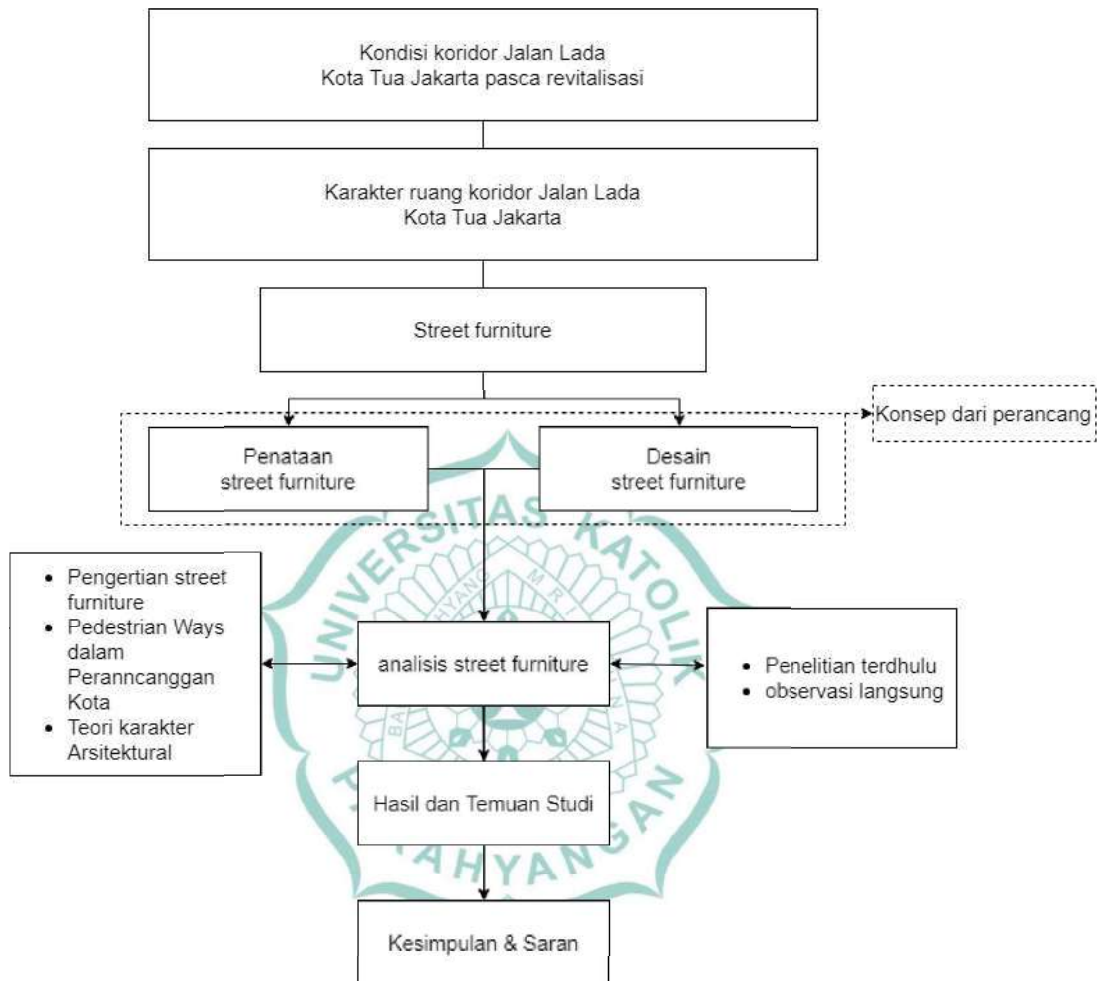 Kondisi koridor Jalan Lada
Kota Tua Jakarta pasca revitalisasi
Karakter ruang koridor Jalan Lada
Kota Tua Jakarta
Street furniture
Konsep dari perancang
Penataan
street furniture
Desain
street furniture
UNIVERSITAS KATOLIK
• Pengertian street
furniture
• Pedestrian Ways
dalam
Peranncanggan
Kota
• Teori karakter
Arsitektural
analisis street furniture
• Penelitian terdhulu
• observasi langsung
Hasil dan Temuan Studi
Kesimpulan & Saran